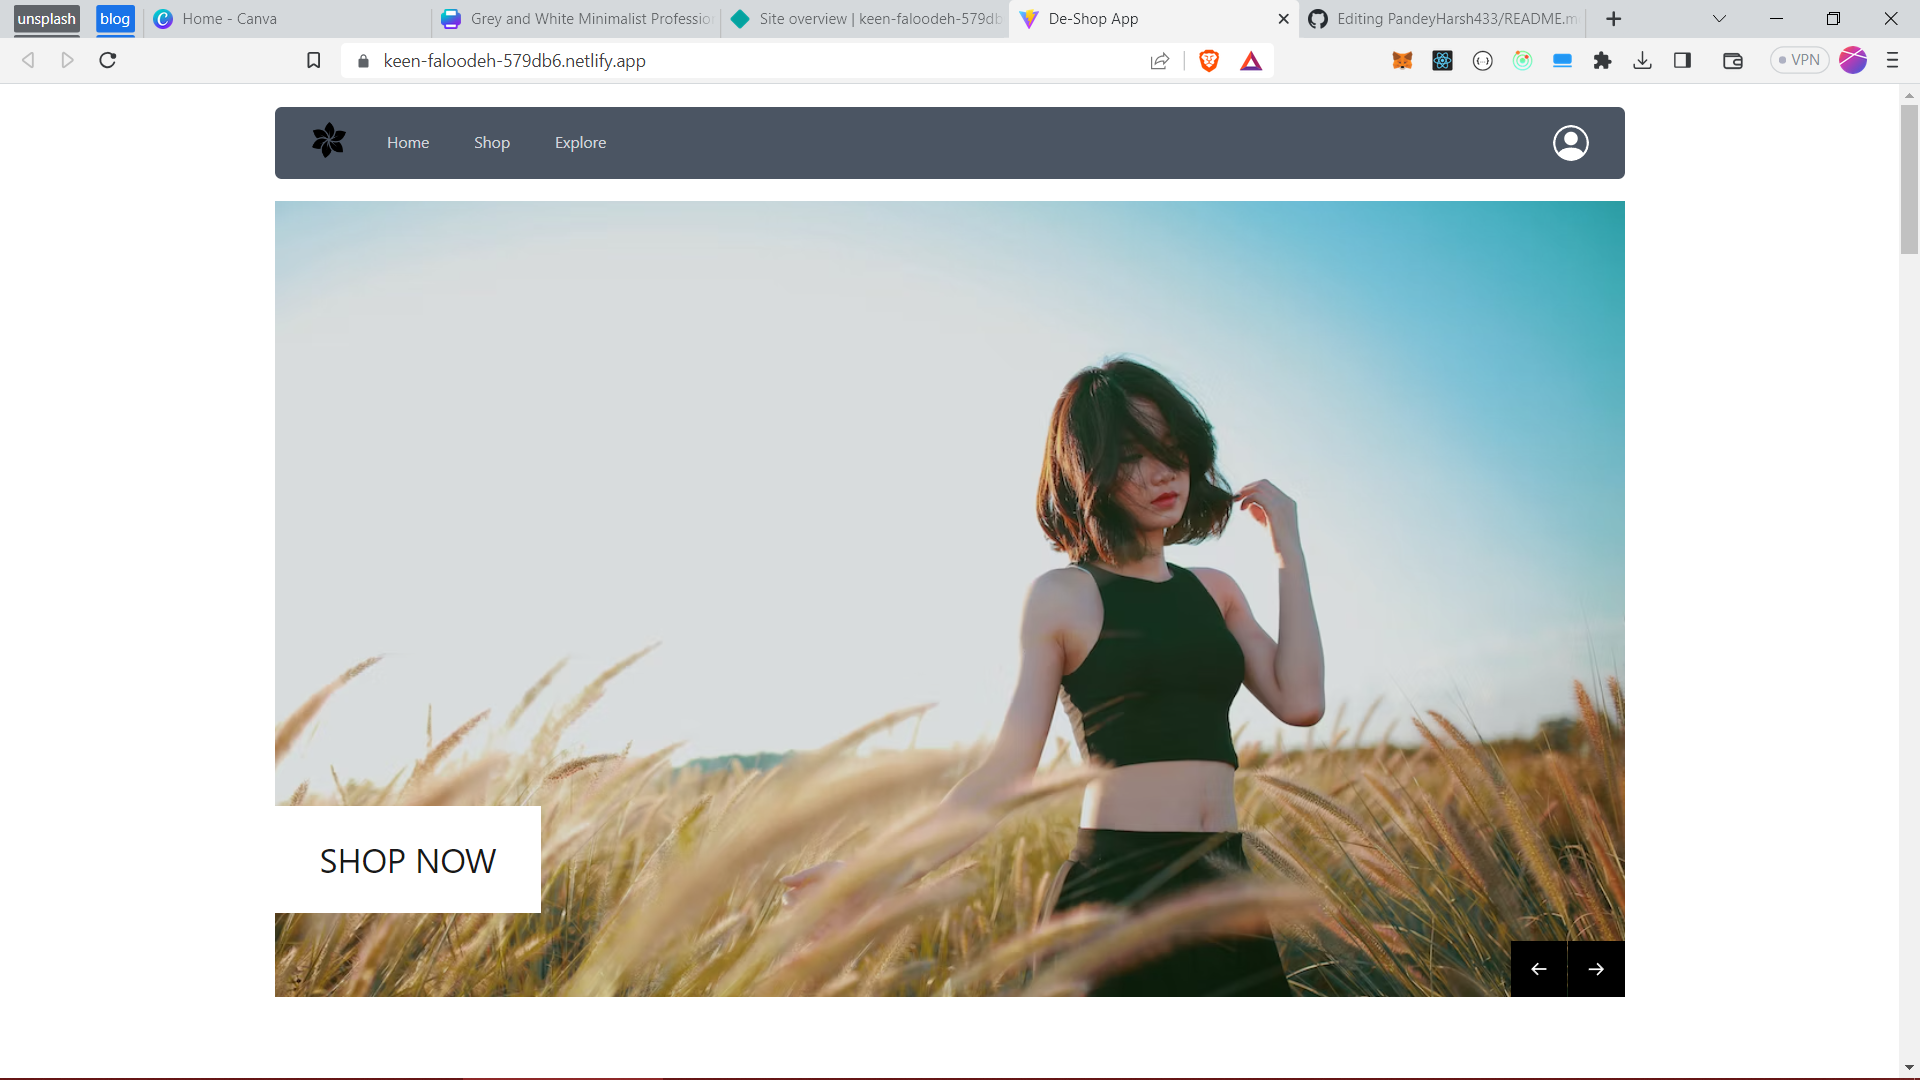 unsplash
blog
Home - Canva
Grey and White Minimalist Professio
Site overview | keen-faloodeh-579db
De-Shop App
Editing PandeyHarsh433/README.m
keen-faloodeh-579db6.netlify.app
VPN
Home
Shop
Explore
SHOP NOW